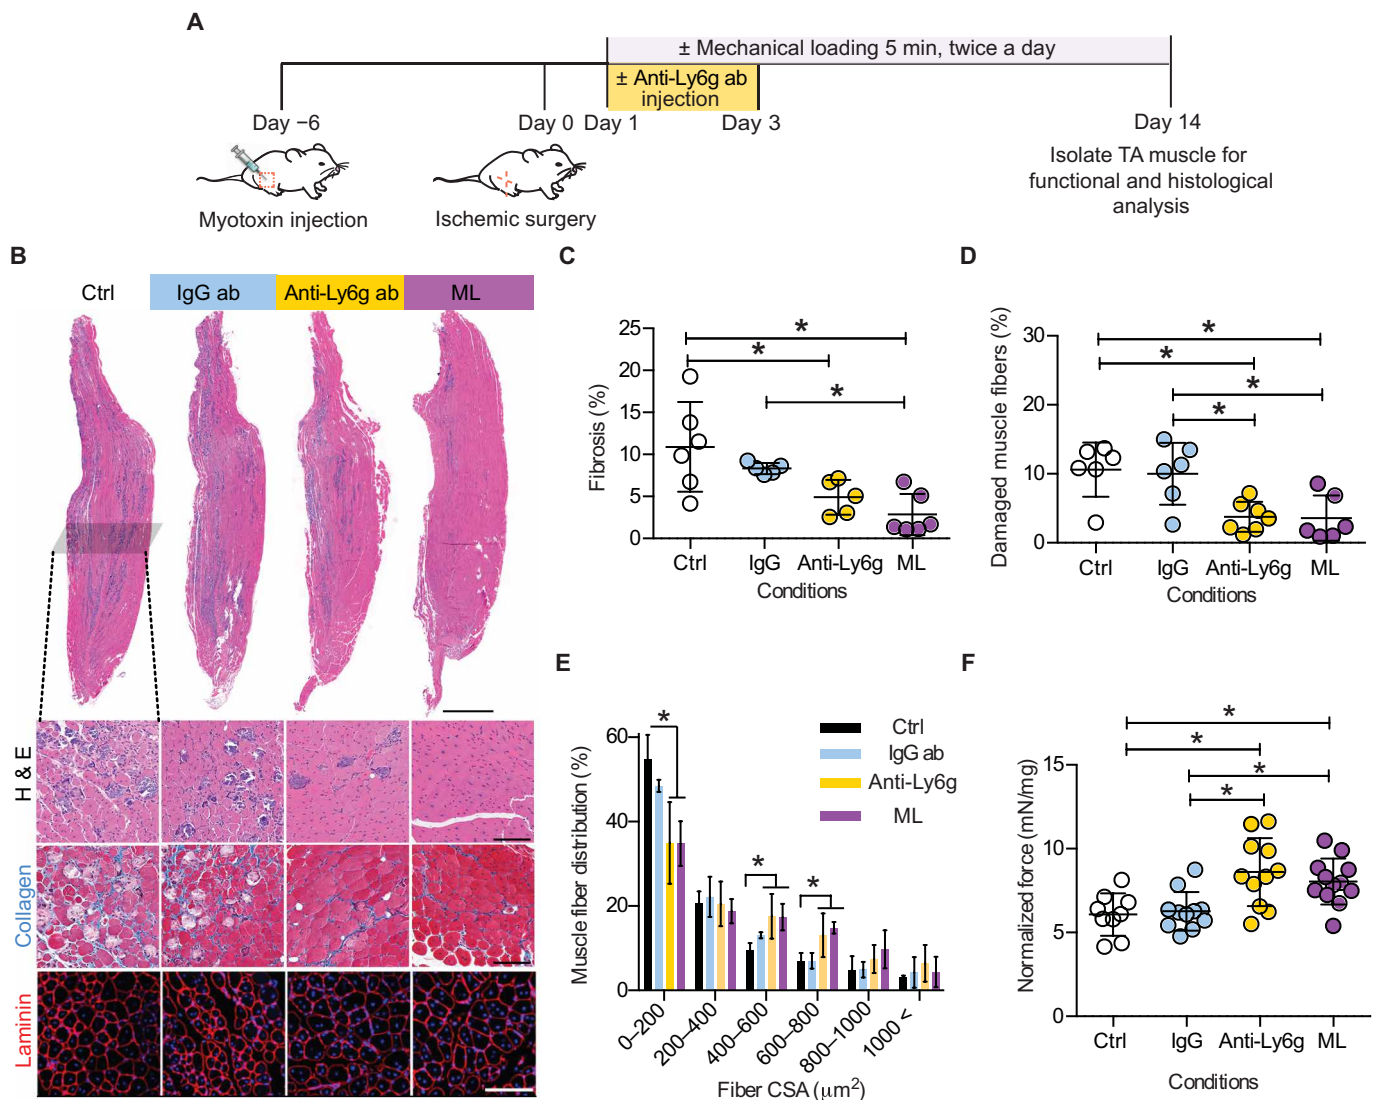 A
± Mechanical loading 5 min, twice a day
± Anti-Ly6g ab
injection
Day −6
Day 0
Day 1
Day 3
Day 14
Myotoxin injection
Ischemic surgery
Isolate TA muscle for
functional and histological
analysis
B
Ctrl
IgG ab
Anti-Ly6g ab
ML
H & E
Collagen
Laminin
C
Fibrosis (%)
25
20
15
10
5
0
*
*
*
Ctrl
IgG
Anti-Ly6g
ML
Conditions
D
Damaged muscle fibers (%)
30
20
10
0
*
*
*
*
Ctrl
IgG
Anti-Ly6g
ML
Conditions
E
Muscle fiber distribution (%)
60
40
20
0
*
*
*
Ctrl
IgG ab
Anti-Ly6g
ML
0–200
200–400
400–600
600–800
800–1000
1000 <
Fiber CSA (μm²)
F
Normalized force (mN/mg)
15
10
5
0
*
*
*
*
Ctrl
IgG
Anti-Ly6g
ML
Conditions